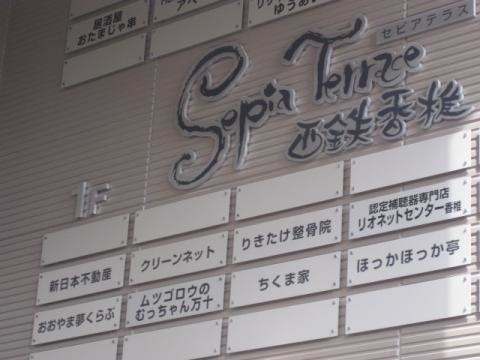 居酒屋
おたまじゃ串
セピアテラス
Sepia Terrace
西鉄香椎
1F
認定補聴器専門店
リオネットセンター香椎
りきたけ整骨院
クリーンネット
新日本不動産
ほっかほっか亭
ちくま家
ムツゴロウの
むっちゃん万十
おおやま夢くらぶ